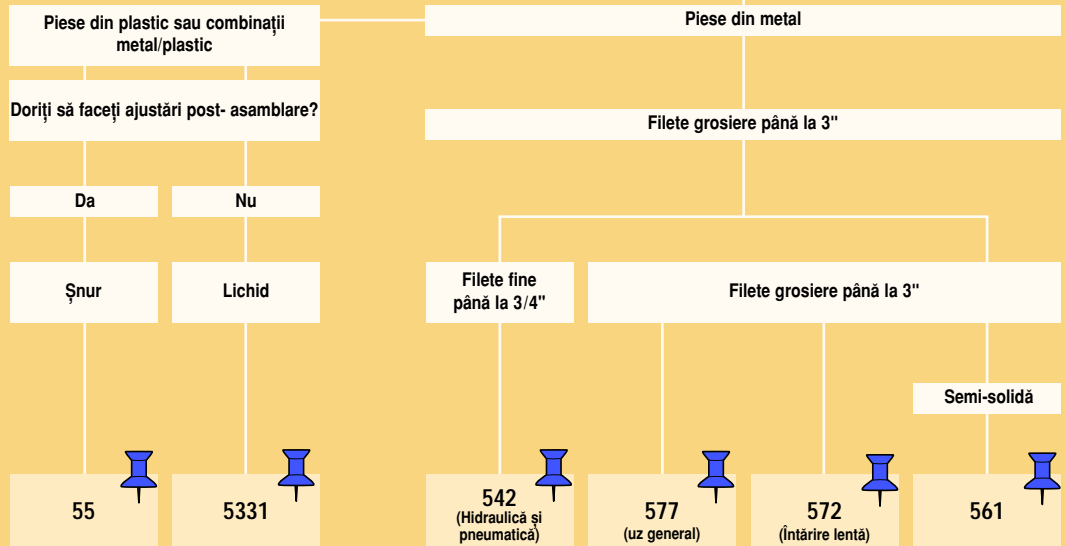 Piese din plastic sau combinații
metal/plastic
Piese din metal
Doriți să faceți ajustări post- asamblare?
Filete grosiere până la 3"
Da
Nu
Șnur
Lichid
Filete fine
până la 3/4"
Filete grosiere până la 3"
Semi-solidă
55
5331
542
(Hidraulică și
pneumatică)
577
(uz general)
572
(Întărire lentă)
561